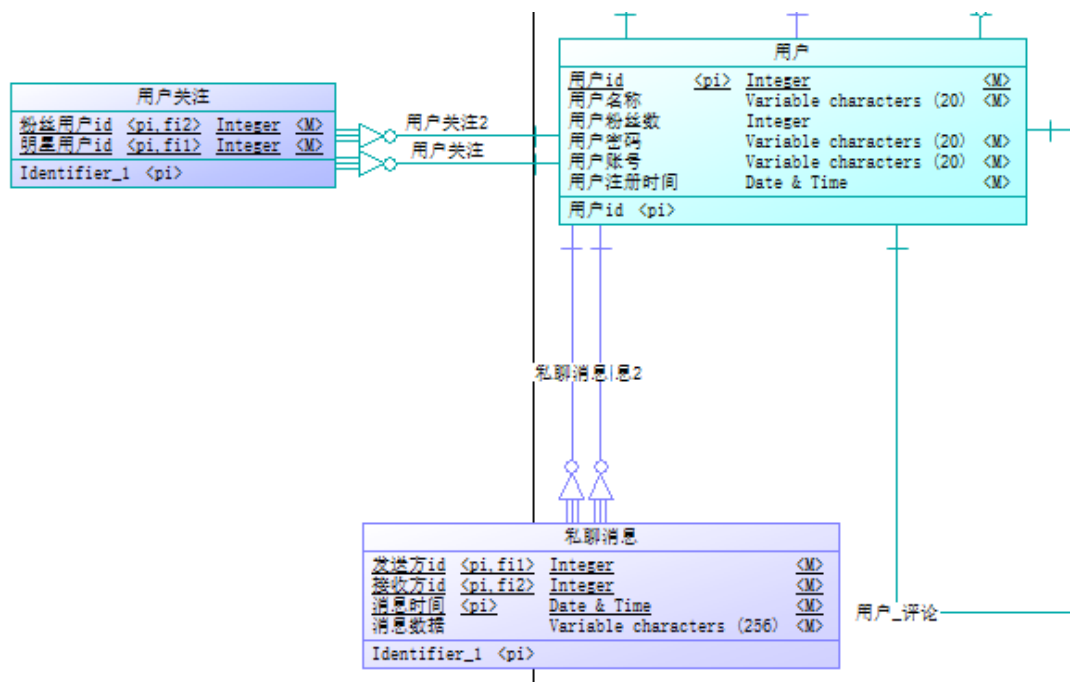 用户
用户id <pi> Integer <M>
用户名称 Variable characters (20) <M>
用户粉丝数 Integer
用户密码 Variable characters (20) <M>
用户账号 Variable characters (20) <M>
用户注册时间 Date & Time <M>
用户id <pi>
用户关注
粉丝用户id <pi,fi2> Integer <M>
明星用户id <pi,fi1> Integer <M>
Identifier_1 <pi>
用户关注2
用户关注
私聊消息|息2
私聊消息
发送方id <pi,fi1> Integer <M>
接收方id <pi,fi2> Integer <M>
消息时间 <pi> Date & Time <M>
消息数据 Variable characters (256) <M>
Identifier_1 <pi>
用户_评论